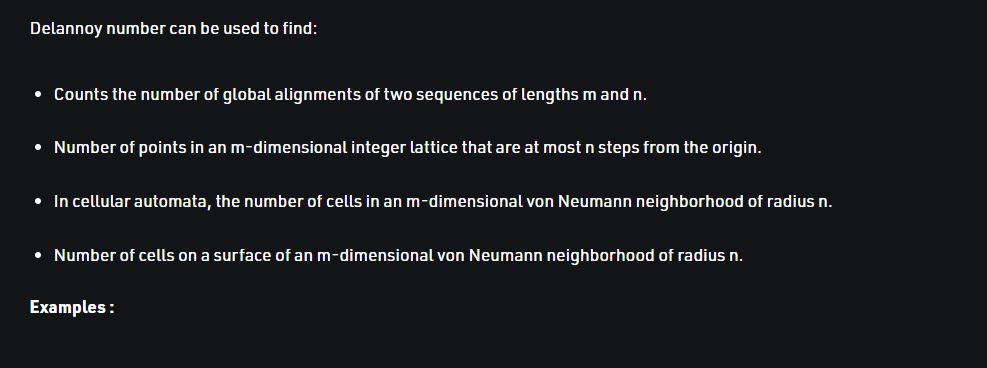 Delannoy number can be used to find:
• Counts the number of global alignments of two sequences of lengths m and n.
• Number of points in an m-dimensional integer lattice that are at most n steps from the origin.
• In cellular automata, the number of cells in an m-dimensional von Neumann neighborhood of radius n.
• Number of cells on a surface of an m-dimensional von Neumann neighborhood of radius n.
Examples :